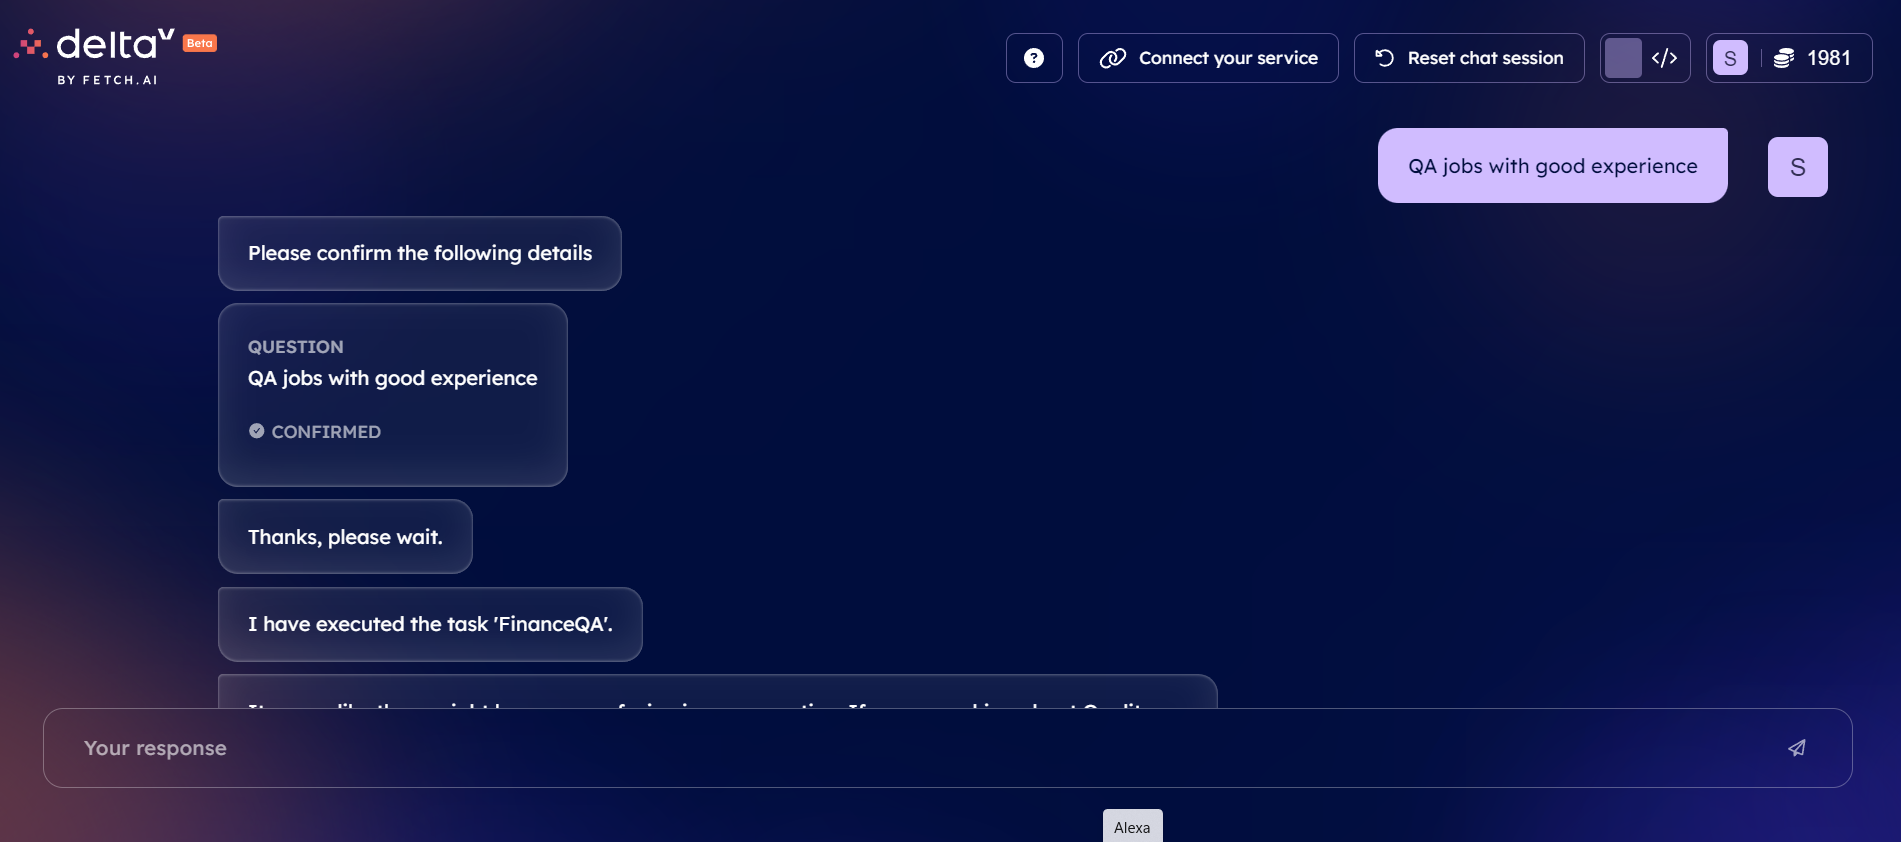 delta
v
Beta
BY FETCH.AI
Connect your service
Reset chat session
S
1981
QA jobs with good experience
S
Please confirm the following details
QUESTION
QA jobs with good experience
CONFIRMED
Thanks, please wait.
I have executed the task 'FinanceQA'.
Your response
Alexa